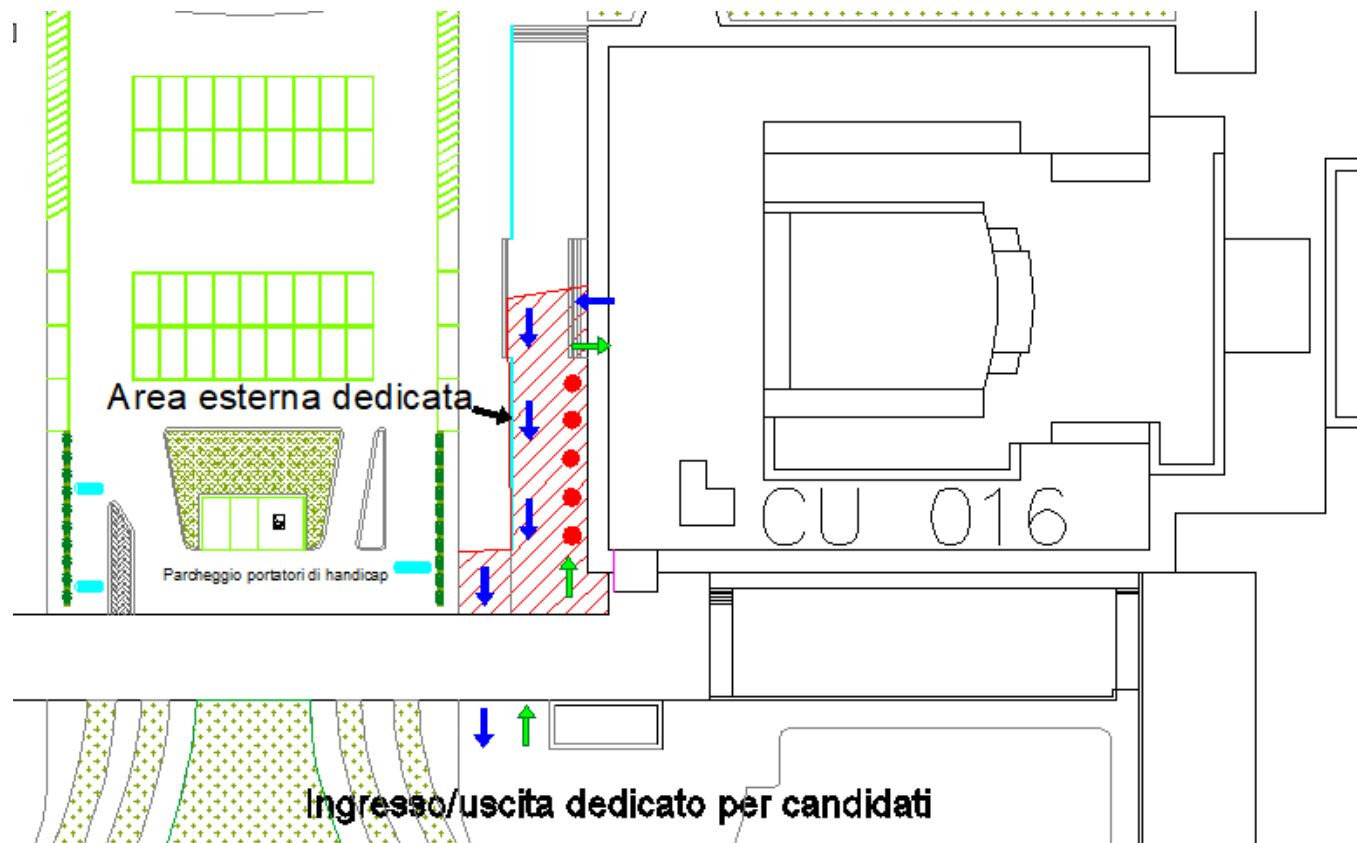 Area esterna dedicata
CU 016
Parcheggio portatori di handicap
Ingresso/uscita dedicato per candidati